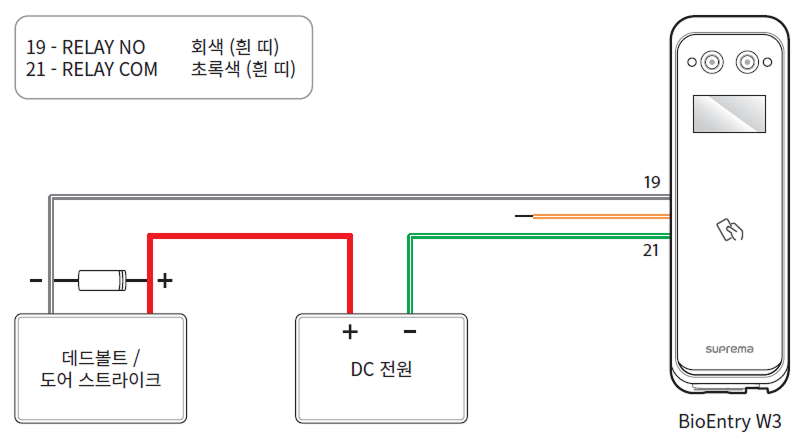 19 - RELAY NO 회색 (흰 띠)
21 - RELAY COM 초록색 (흰 띠)
19
21
- +
+ -
데드볼트 /
도어 스트라이크
DC 전원
suprema
BioEntry W3